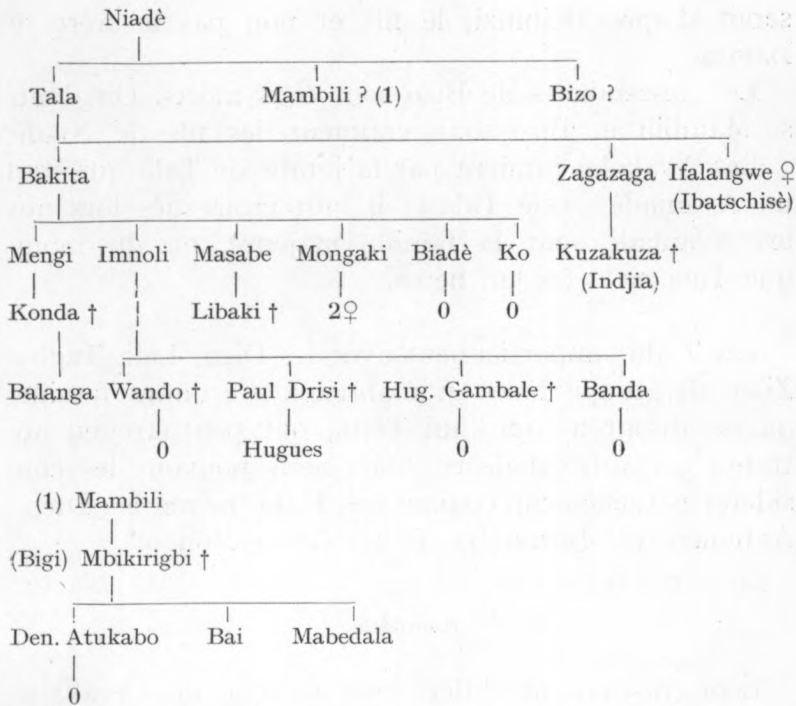 Niadè
Tala Mambili ? (1) Bizo ?
Bakita Zagazaga Ifalangwe ♀
(Ibatschisè)
Mengi Imnoli Masabe Mongaki Biadè Ko Kuzakuza †
(Indjia)
Konda † Libaki † 2♀ 0 0
Balanga Wando † Paul Drisi † Hug. Gambale † Banda
0 Hugues 0 0
(1) Mambili
(Bigi) Mbikirigbi †
Den. Atukabo Bai Mabedala
0